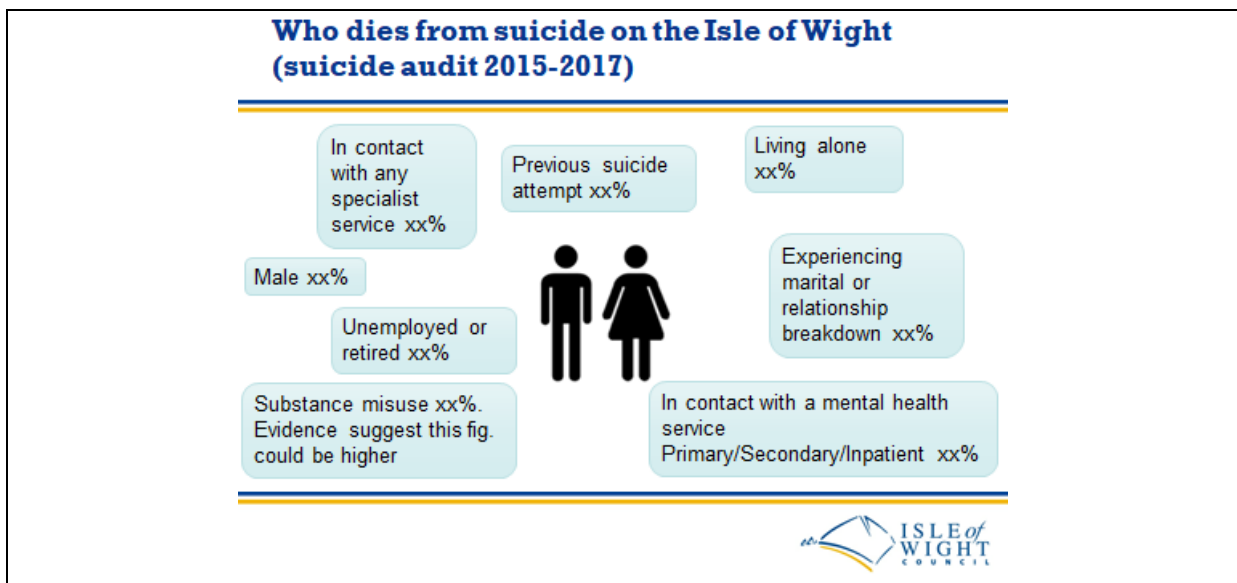 Who dies from suicide on the Isle of Wight
(suicide audit 2015-2017)
In contact
with any
specialist
service xx%
Previous suicide
attempt xx%
Living alone
xx%
Male xx%
Experiencing
marital or
relationship
breakdown xx%
Unemployed or
retired xx%
Substance misuse xx%.
Evidence suggest this fig.
could be higher
In contact with a mental health
service
Primary/Secondary/Inpatient xx%
ISLE of
WIGHT
COUNCIL